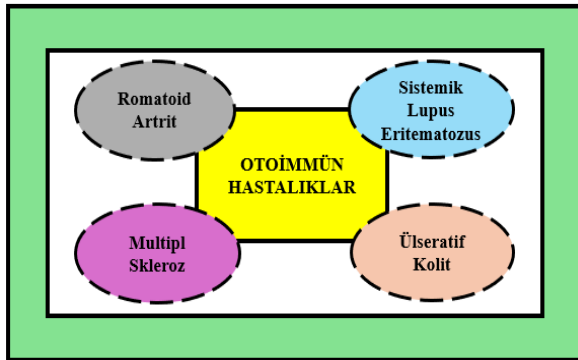 Romatoid
Artrit
Sistemik
Lupus
Eritematozus
OTOİMMÜN
HASTALIKLAR
Multipl
Skleroz
Ülseratif
Kolit